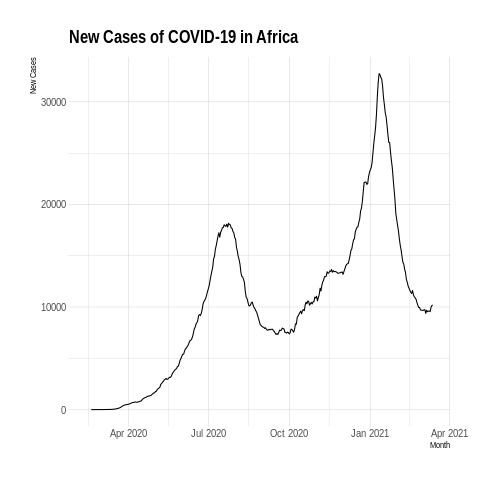 New Cases of COVID-19 in Africa
New Cases
30000
20000
10000
0
Apr 2020 Jul 2020 Oct 2020 Jan 2021 Apr 2021
Month